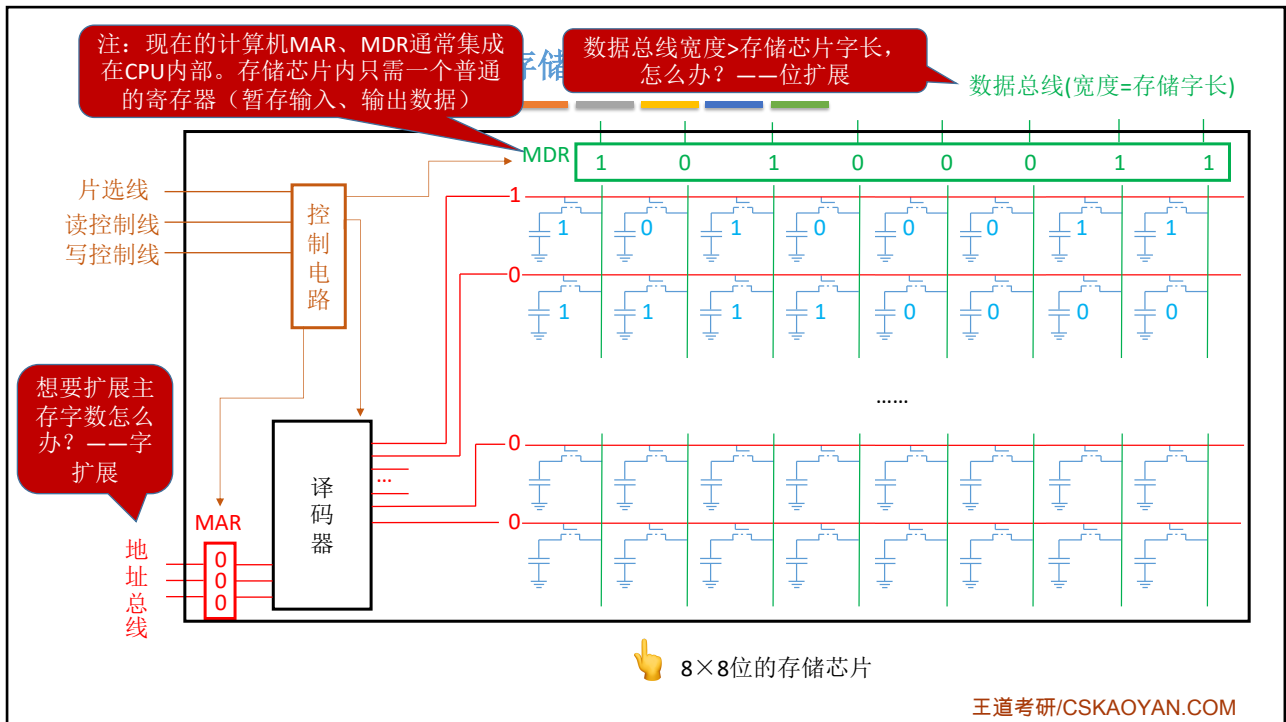 注：现在的计算机MAR、MDR通常集成
在CPU内部。存储芯片内只需一个普通
的寄存器（暂存输入、输出数据）
存储
数据总线宽度>存储芯片字长，
怎么办？——位扩展
数据总线(宽度=存储字长)
MDR
1 0 1 0 0 0 1 1
片选线
读控制线
写控制线
控制电路
1
1 0 1 0 0 0 1 1
0
1 1 1 1 0 0 0 0
想要扩展主
存字数怎么
办？——字
扩展
……
译码器
...
0
0
MAR
地址总线
0
0
0
8×8位的存储芯片
王道考研/CSKAOYAN.COM